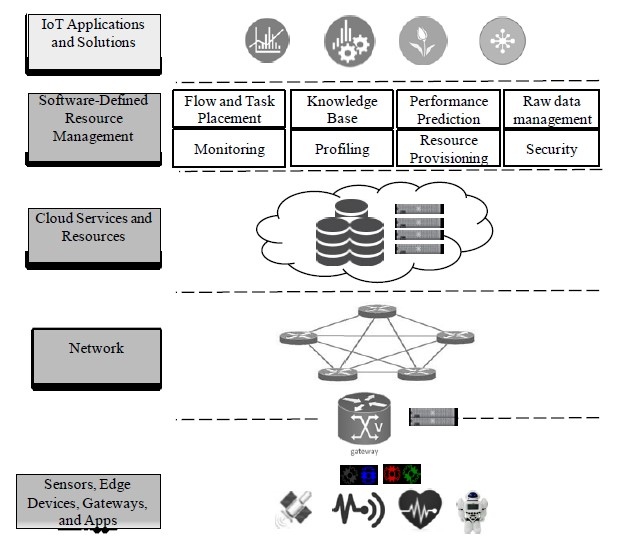 IoT Applications
and Solutions
Software-Defined
Resource
Management
Flow and Task
Placement
Knowledge
Base
Performance
Prediction
Raw data
management
Monitoring
Profiling
Resource
Provisioning
Security
Cloud Services and
Resources
Network
V
gateway
Sensors, Edge
Devices, Gateways,
and Apps